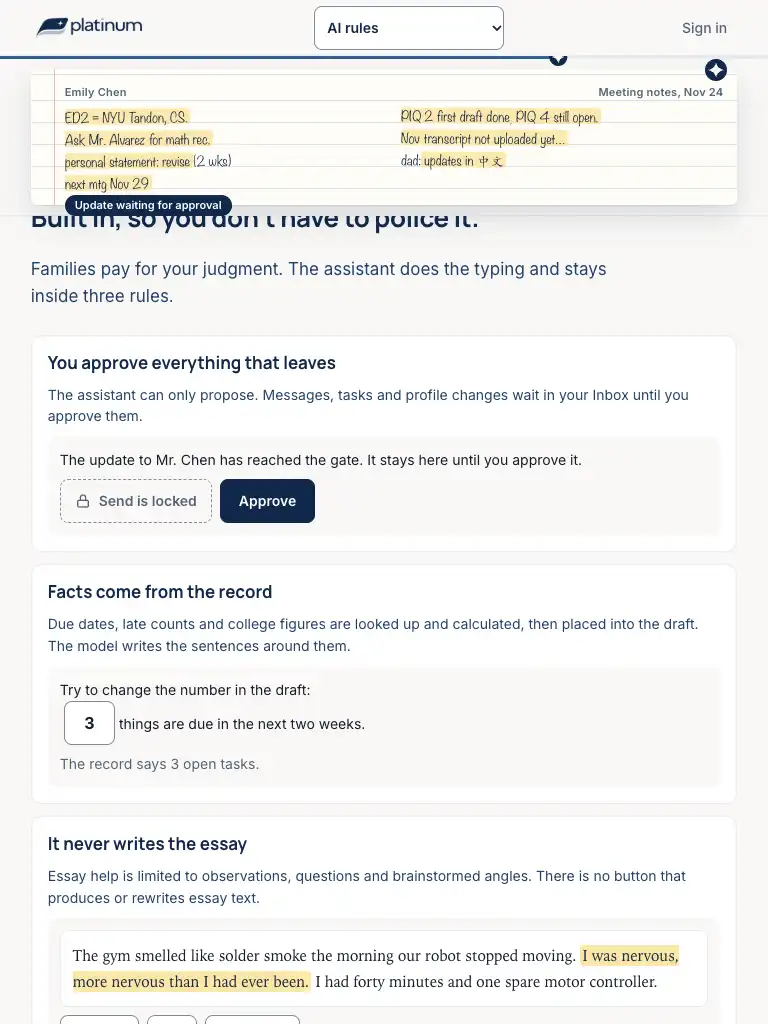 platinum
AI rules
Sign in
Emily Chen
Meeting notes, Nov 24
ED2 = NYU Tandon, CS.
Ask Mr. Alvarez for math rec.
personal statement: revise (2 wks)
next mtg Nov 29
PIQ 2 first draft done, PIQ 4 still open.
Nov transcript not uploaded yet...
dad: updates in 中文
Update waiting for approval
Built in, so you don't have to police it.
Families pay for your judgment. The assistant does the typing and stays
inside three rules.
You approve everything that leaves
The assistant can only propose. Messages, tasks and profile changes wait in your Inbox until you
approve them.
The update to Mr. Chen has reached the gate. It stays here until you approve it.
Send is locked
Approve
Facts come from the record
Due dates, late counts and college figures are looked up and calculated, then placed into the draft.
The model writes the sentences around them.
Try to change the number in the draft:
3 things are due in the next two weeks.
The record says 3 open tasks.
It never writes the essay
Essay help is limited to observations, questions and brainstormed angles. There is no button that
produces or rewrites essay text.
The gym smelled like solder smoke the morning our robot stopped moving. I was nervous,
more nervous than I had ever been. I had forty minutes and one spare motor controller.